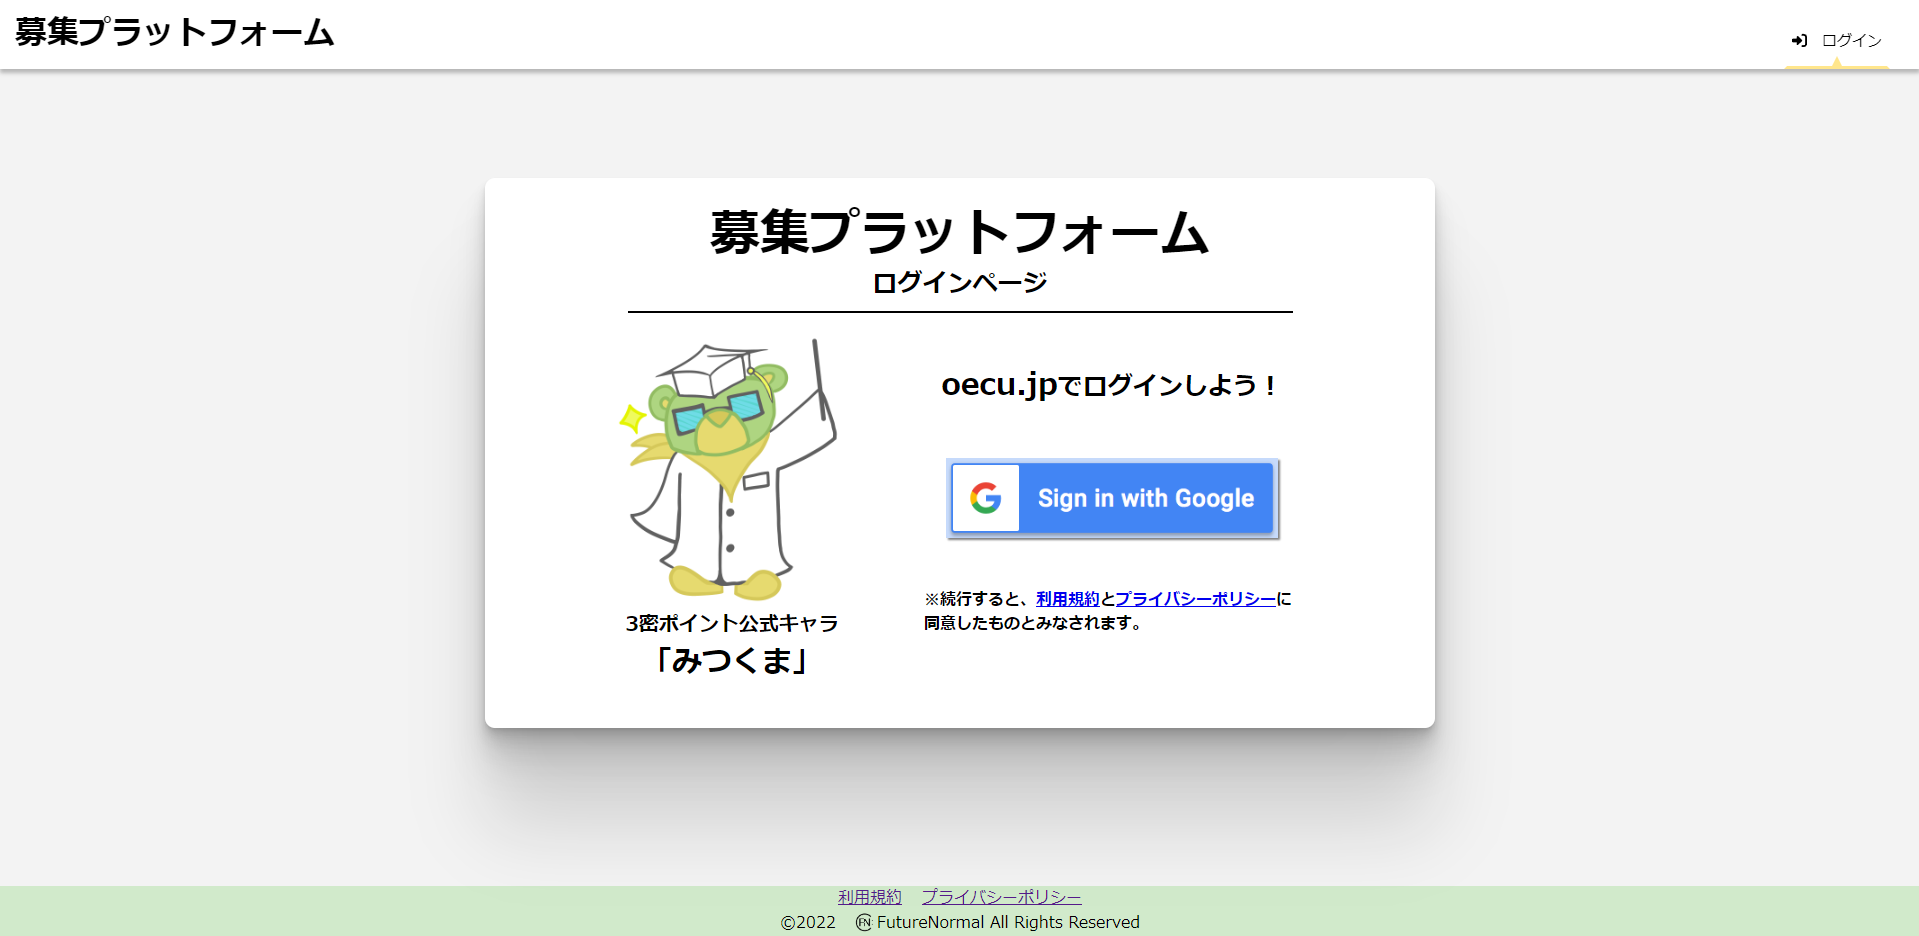 募集プラットフォーム
ログイン
募集プラットフォーム
ログインページ
oecu.jpでログインしよう！
G Sign in with Google
※続行すると、利用規約とプライバシーポリシーに
同意したものとみなされます。
3密ポイント公式キャラ
「みつくま」
利用規約 プライバシーポリシー
©2022 FN FutureNormal All Rights Reserved